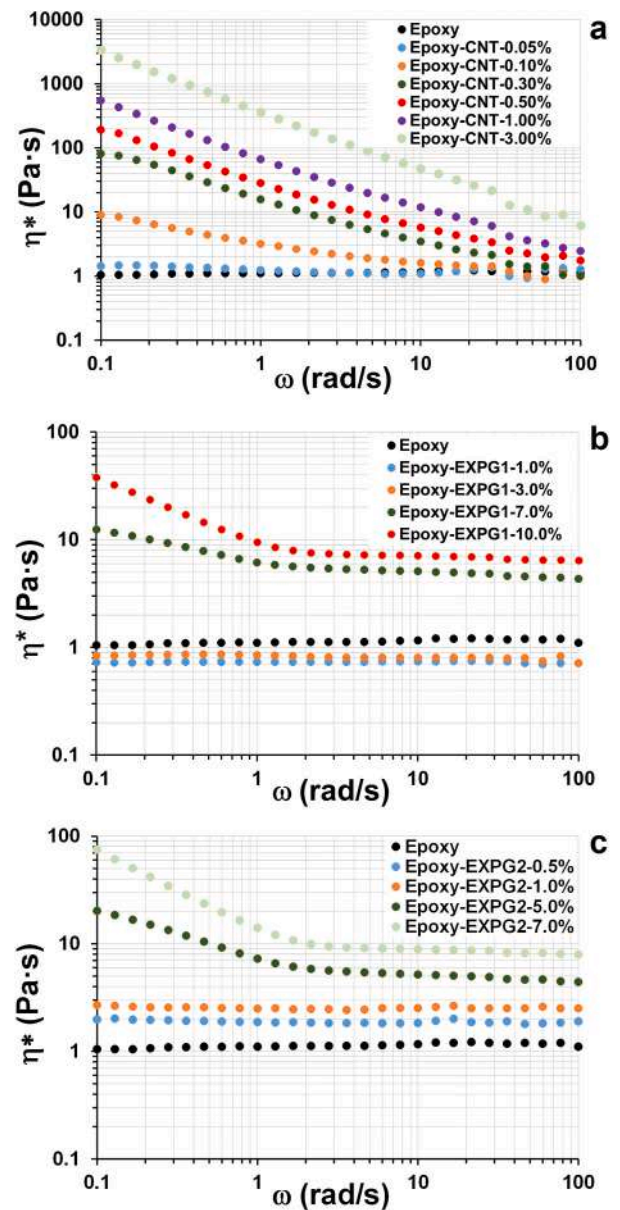 a
10000
1000
100
10
1
0.1
η* (Pa·s)
Epoxy
Epoxy-CNT-0.05%
Epoxy-CNT-0.10%
Epoxy-CNT-0.30%
Epoxy-CNT-0.50%
Epoxy-CNT-1.00%
Epoxy-CNT-3.00%
0.1 1 10 100
ω (rad/s)
b
100
10
1
0.1
η* (Pa·s)
Epoxy
Epoxy-EXPG1-1.0%
Epoxy-EXPG1-3.0%
Epoxy-EXPG1-7.0%
Epoxy-EXPG1-10.0%
0.1 1 10 100
ω (rad/s)
c
100
10
1
0.1
η* (Pa·s)
Epoxy
Epoxy-EXPG2-0.5%
Epoxy-EXPG2-1.0%
Epoxy-EXPG2-5.0%
Epoxy-EXPG2-7.0%
0.1 1 10 100
ω (rad/s)